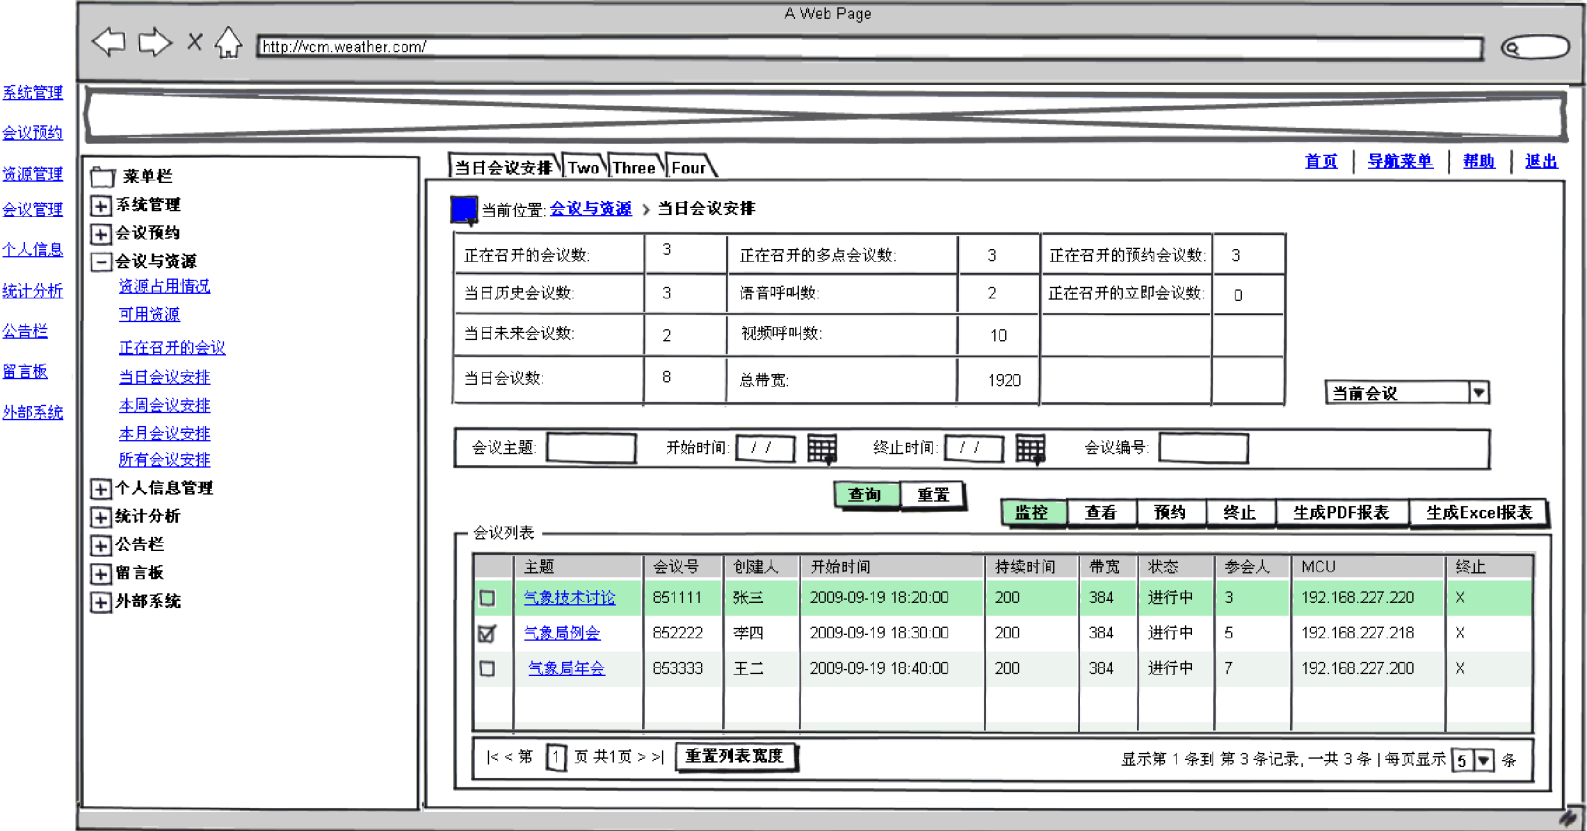 A Web Page
http://vcm.weather.com/
系统管理
会议预约
资源管理
会议管理
个人信息
统计分析
公告栏
留言板
外部系统
菜单栏
系统管理
会议预约
会议与资源
资源占用情况
可用资源
正在召开的会议
当日会议安排
本周会议安排
本月会议安排
所有会议安排
个人信息管理
统计分析
公告栏
留言板
外部系统
当日会议安排 Two Three Four
首页 | 导航菜单 | 帮助 | 退出
当前位置: 会议与资源 > 当日会议安排
正在召开的会议数: 3 正在召开的多点会议数: 3 正在召开的预约会议数: 3
当日历史会议数: 3 语音呼叫数: 2 正在召开的立即会议数: 0
当日未来会议数: 2 视频呼叫数: 10
当日会议数: 8 总带宽: 1920
当前会议
会议主题: 开始时间: / / 终止时间: / / 会议编号:
查询 重置
监控 查看 预约 终止 生成PDF报表 生成Excel报表
会议列表
主题 会议号 创建人 开始时间 持续时间 带宽 状态 参会人 MCU 终止
气象技术讨论 851111 张三 2009-09-19 18:20:00 200 384 进行中 3 192.168.227.220 X
气象局例会 852222 李四 2009-09-19 18:30:00 200 384 进行中 5 192.168.227.218 X
气象局年会 853333 王二 2009-09-19 18:40:00 200 384 进行中 7 192.168.227.200 X
|< < 第 1 页 共1页 > >| 重置列表宽度 显示第 1 条到 第 3 条记录, 一共 3 条 | 每页显示 5 条